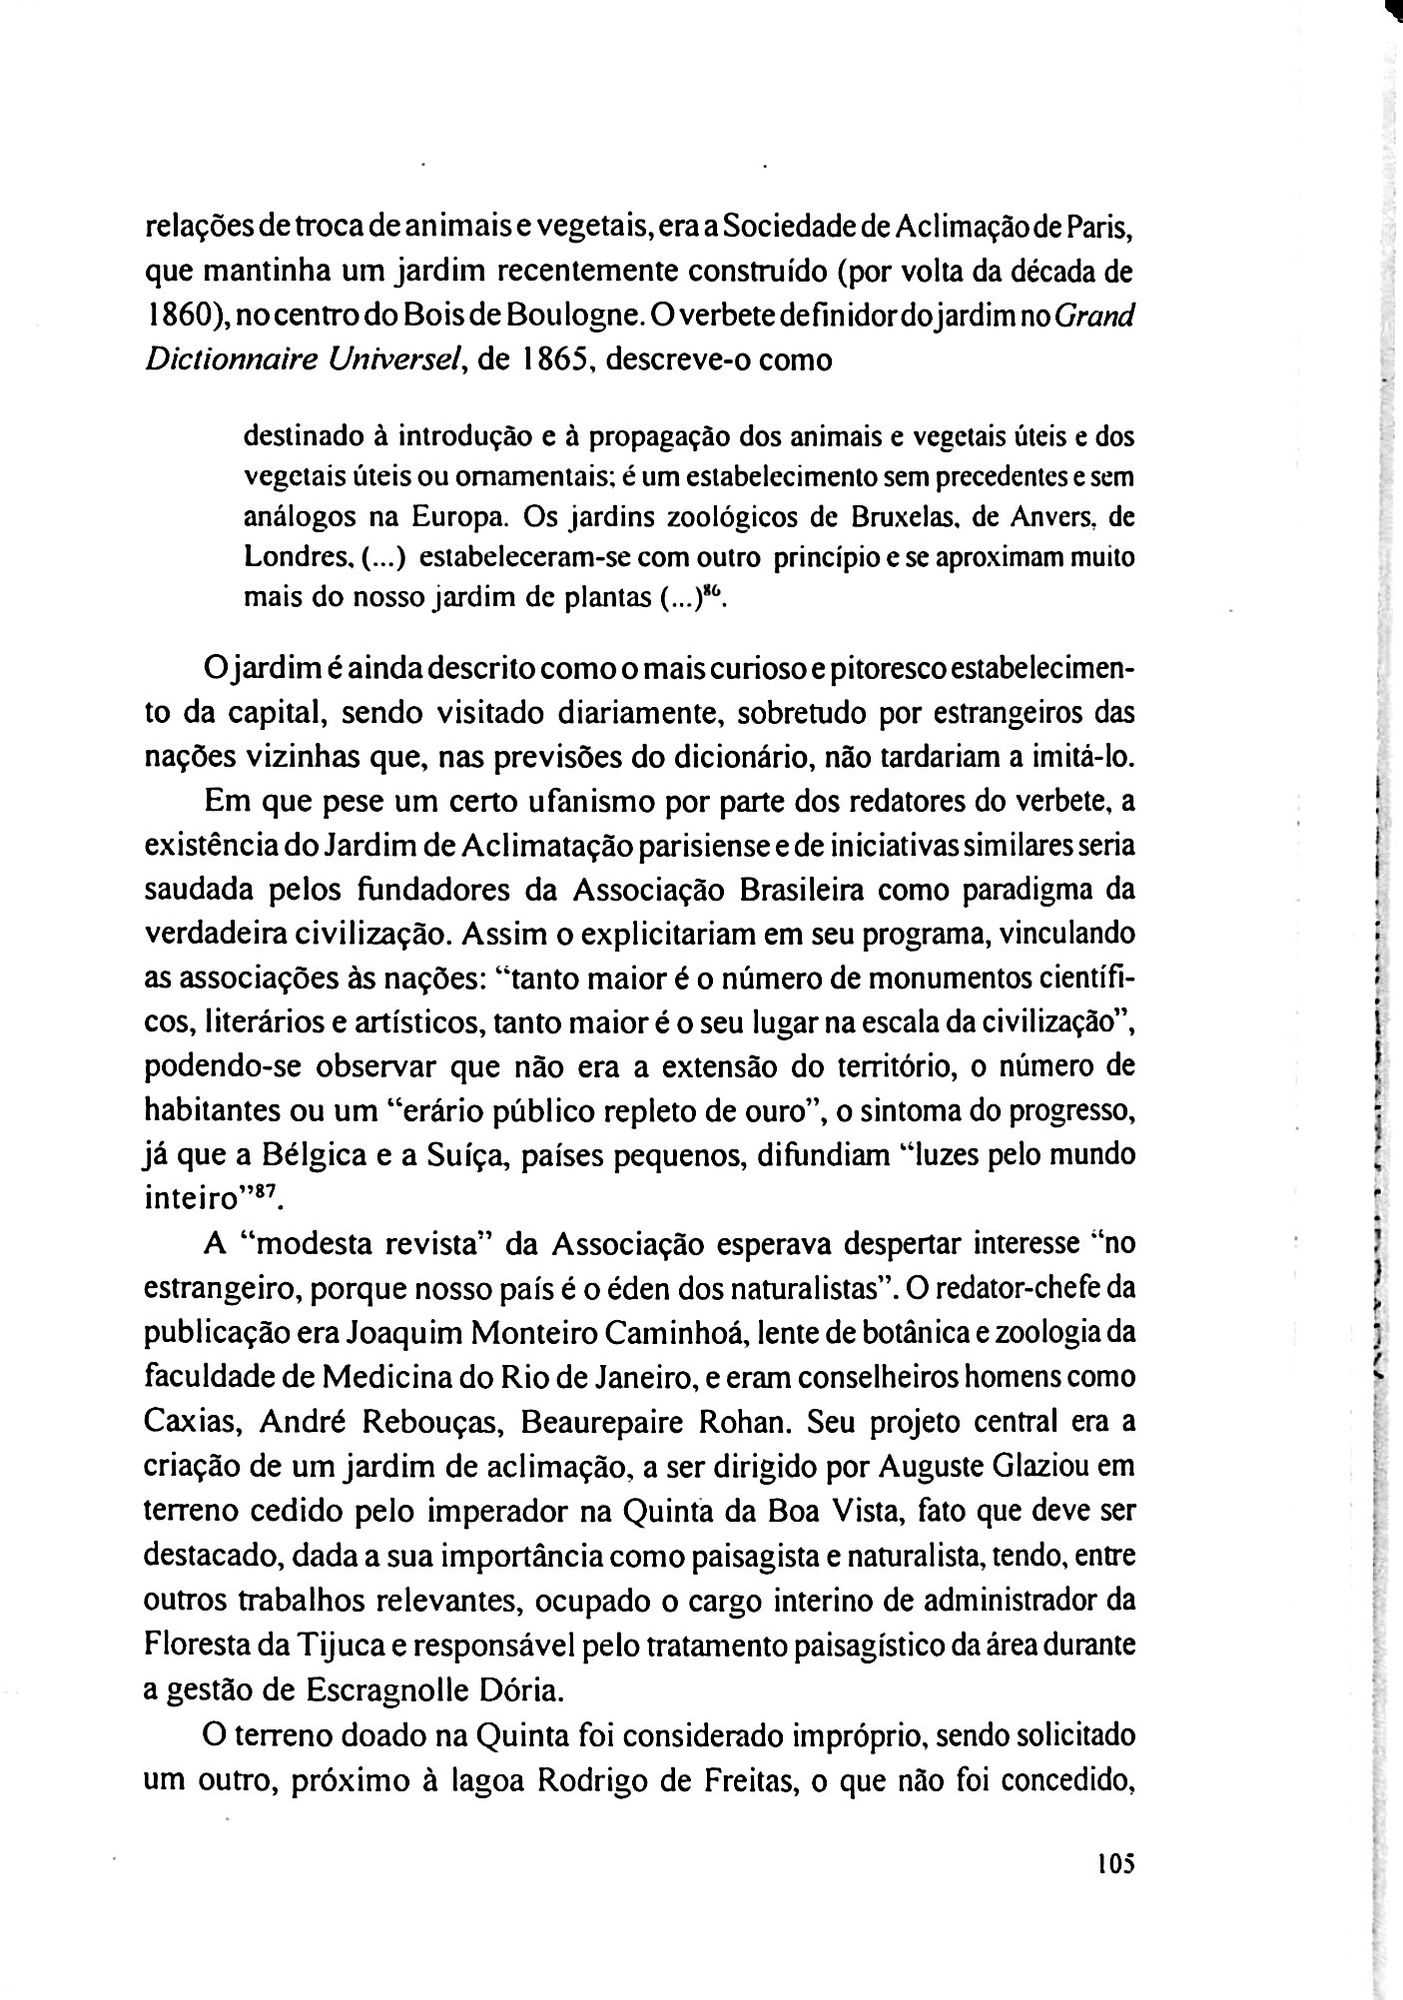 relações de troca de animais e vegetais, era a Sociedade de Aclimação de Paris,
que mantinha um jardim recentemente construído (por volta da década de
1860), no centro do Bois de Boulogne. O verbete definidor do jardim no Grand
Dictionnaire Universel, de 1865, descreve-o como
destinado à introdução e à propagação dos animais e vegetais úteis e dos
vegetais úteis ou ornamentais; é um estabelecimento sem precedentes e sem
análogos na Europa. Os jardins zoológicos de Bruxelas, de Anvers, de
Londres, (...) estabeleceram-se com outro princípio e se aproximam muito
mais do nosso jardim de plantas (...)⁸⁶.
O jardim é ainda descrito como o mais curioso e pitoresco estabelecimen-
to da capital, sendo visitado diariamente, sobretudo por estrangeiros das
nações vizinhas que, nas previsões do dicionário, não tardariam a imitá-lo.
Em que pese um certo ufanismo por parte dos redatores do verbete, a
existência do Jardim de Aclimatação parisiense e de iniciativas similares seria
saudada pelos fundadores da Associação Brasileira como paradigma da
verdadeira civilização. Assim o explicitariam em seu programa, vinculando
as associações às nações: “tanto maior é o número de monumentos científi-
cos, literários e artísticos, tanto maior é o seu lugar na escala da civilização”,
podendo-se observar que não era a extensão do território, o número de
habitantes ou um “erário público repleto de ouro”, o sintoma do progresso,
já que a Bélgica e a Suíça, países pequenos, difundiam “luzes pelo mundo
inteiro”⁸⁷.
A “modesta revista” da Associação esperava despertar interesse “no
estrangeiro, porque nosso país é o éden dos naturalistas”. O redator-chefe da
publicação era Joaquim Monteiro Caminhoá, lente de botânica e zoologia da
faculdade de Medicina do Rio de Janeiro, e eram conselheiros homens como
Caxias, André Rebouças, Beaurepaire Rohan. Seu projeto central era a
criação de um jardim de aclimação, a ser dirigido por Auguste Glaziou em
terreno cedido pelo imperador na Quinta da Boa Vista, fato que deve ser
destacado, dada a sua importância como paisagista e naturalista, tendo, entre
outros trabalhos relevantes, ocupado o cargo interino de administrador da
Floresta da Tijuca e responsável pelo tratamento paisagístico da área durante
a gestão de Escragnolle Dória.
O terreno doado na Quinta foi considerado impróprio, sendo solicitado
um outro, próximo à lagoa Rodrigo de Freitas, o que não foi concedido,
105